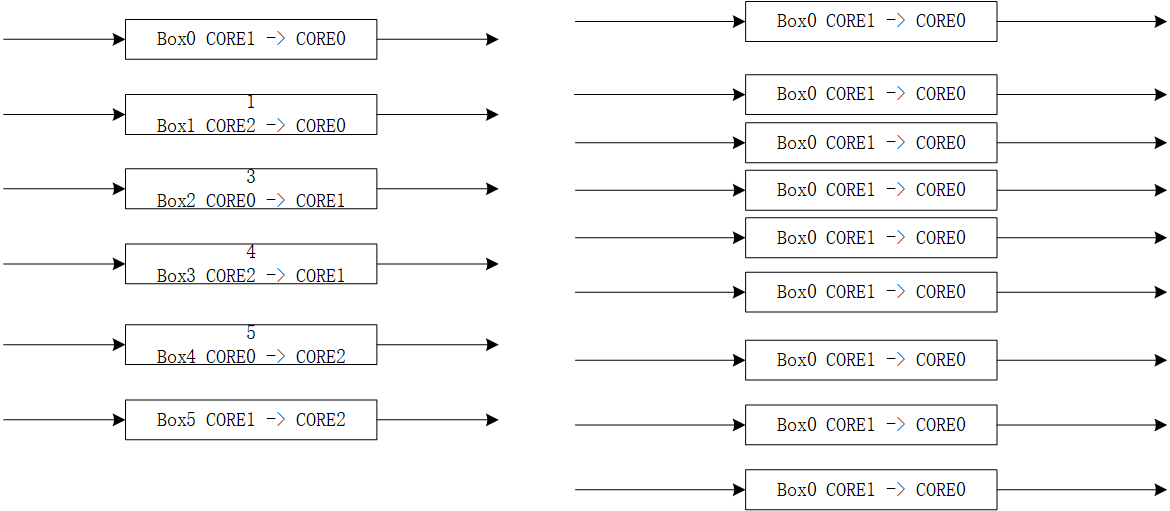 Box0 CORE1 -> CORE0
1
Box1 CORE2 -> CORE0
3
Box2 CORE0 -> CORE1
4
Box3 CORE2 -> CORE1
5
Box4 CORE0 -> CORE2
Box5 CORE1 -> CORE2
Box0 CORE1 -> CORE0
Box0 CORE1 -> CORE0
Box0 CORE1 -> CORE0
Box0 CORE1 -> CORE0
Box0 CORE1 -> CORE0
Box0 CORE1 -> CORE0
Box0 CORE1 -> CORE0
Box0 CORE1 -> CORE0
Box0 CORE1 -> CORE0